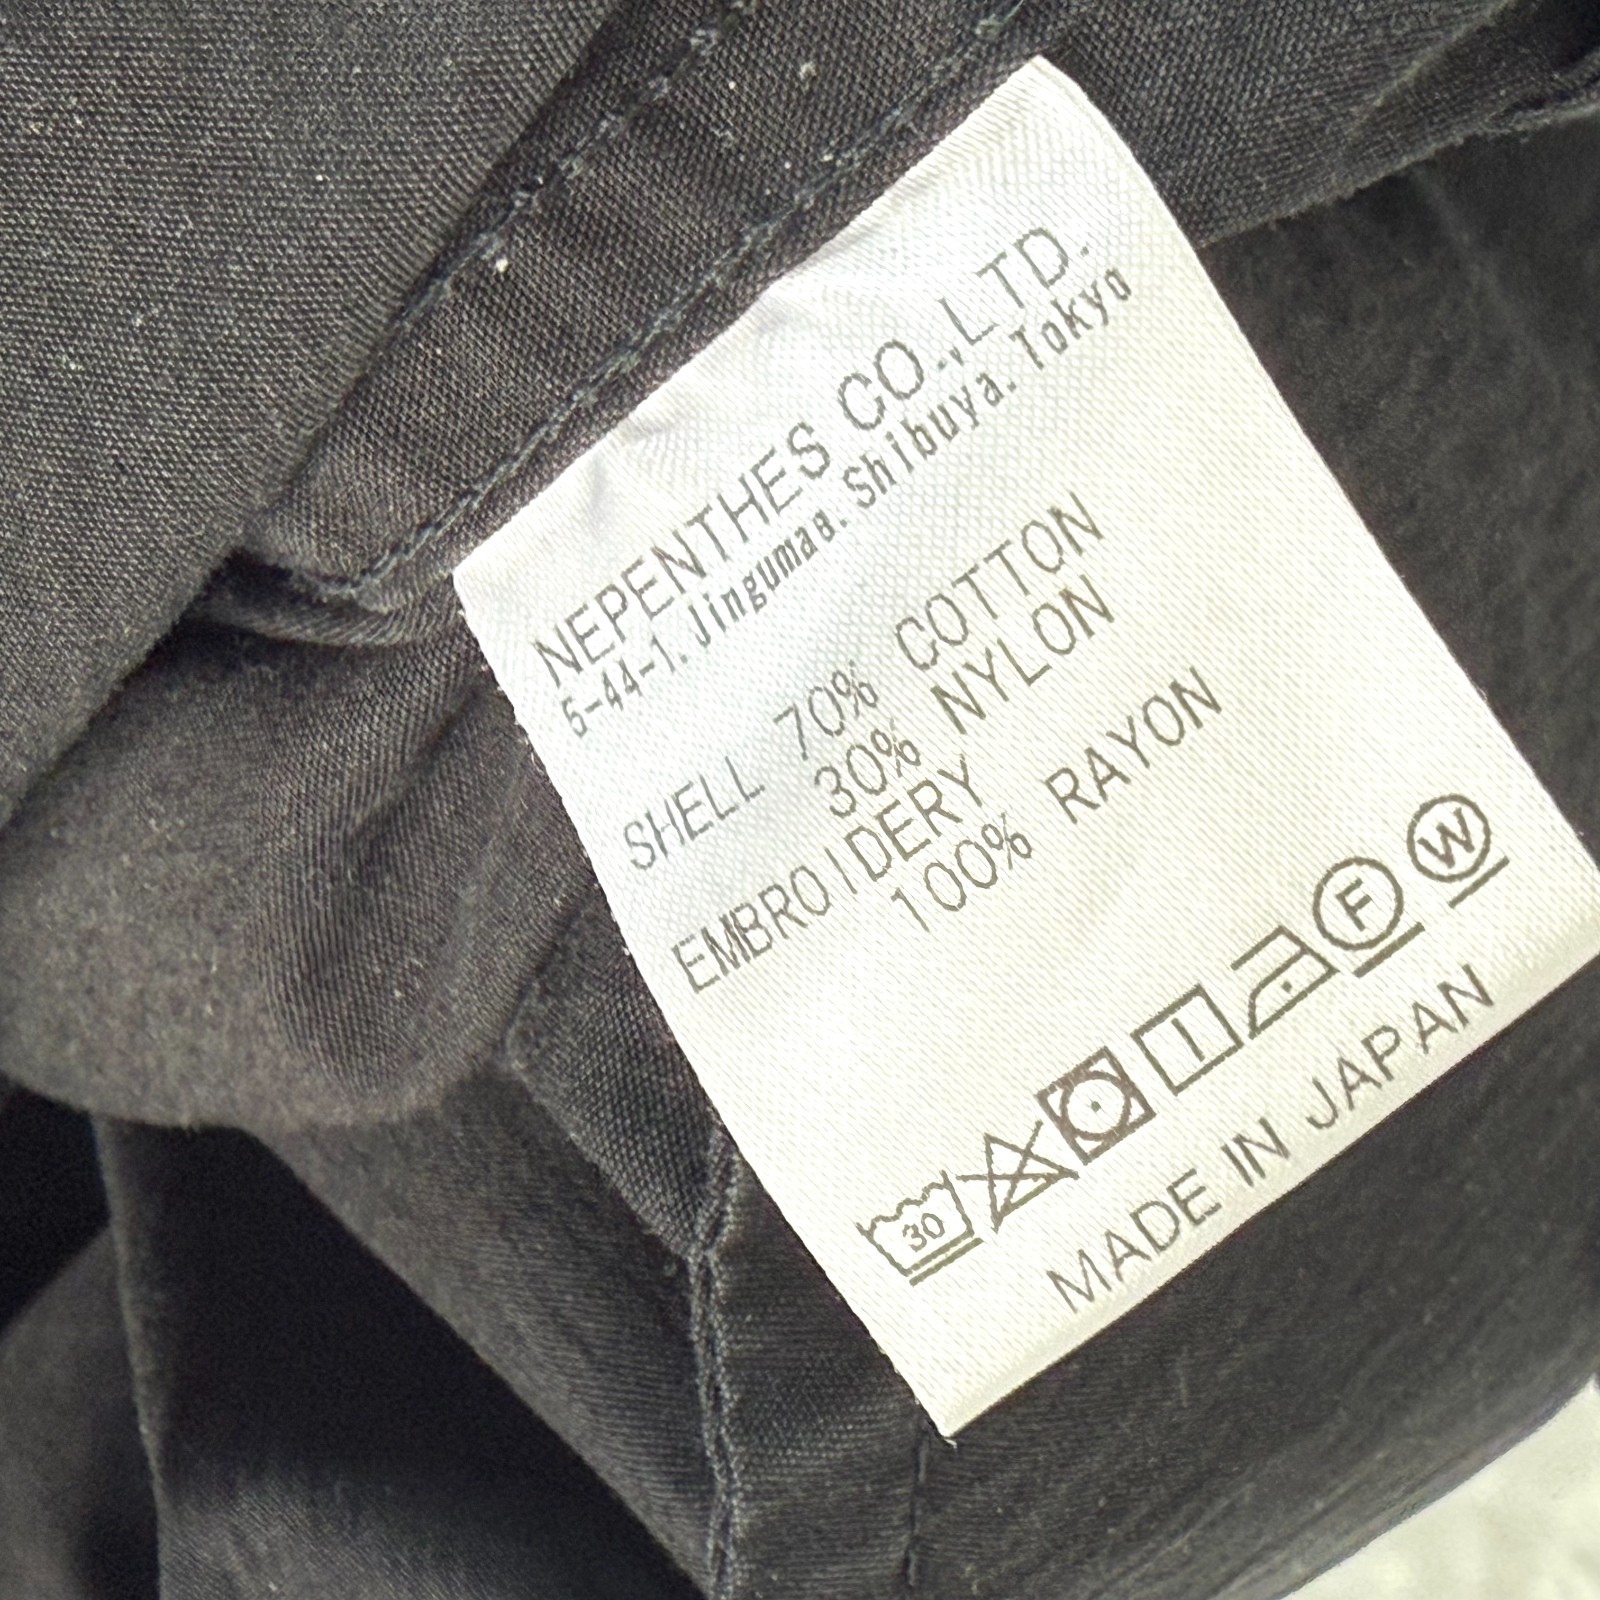 NEPENTHES CO.,LTD.
5-44-1. Jingumae. Shibuya. Tokyo
SHELL 70% COTTON
30% NYLON
EMBROIDERY
100% RAYON
30
F
W
MADE IN JAPAN